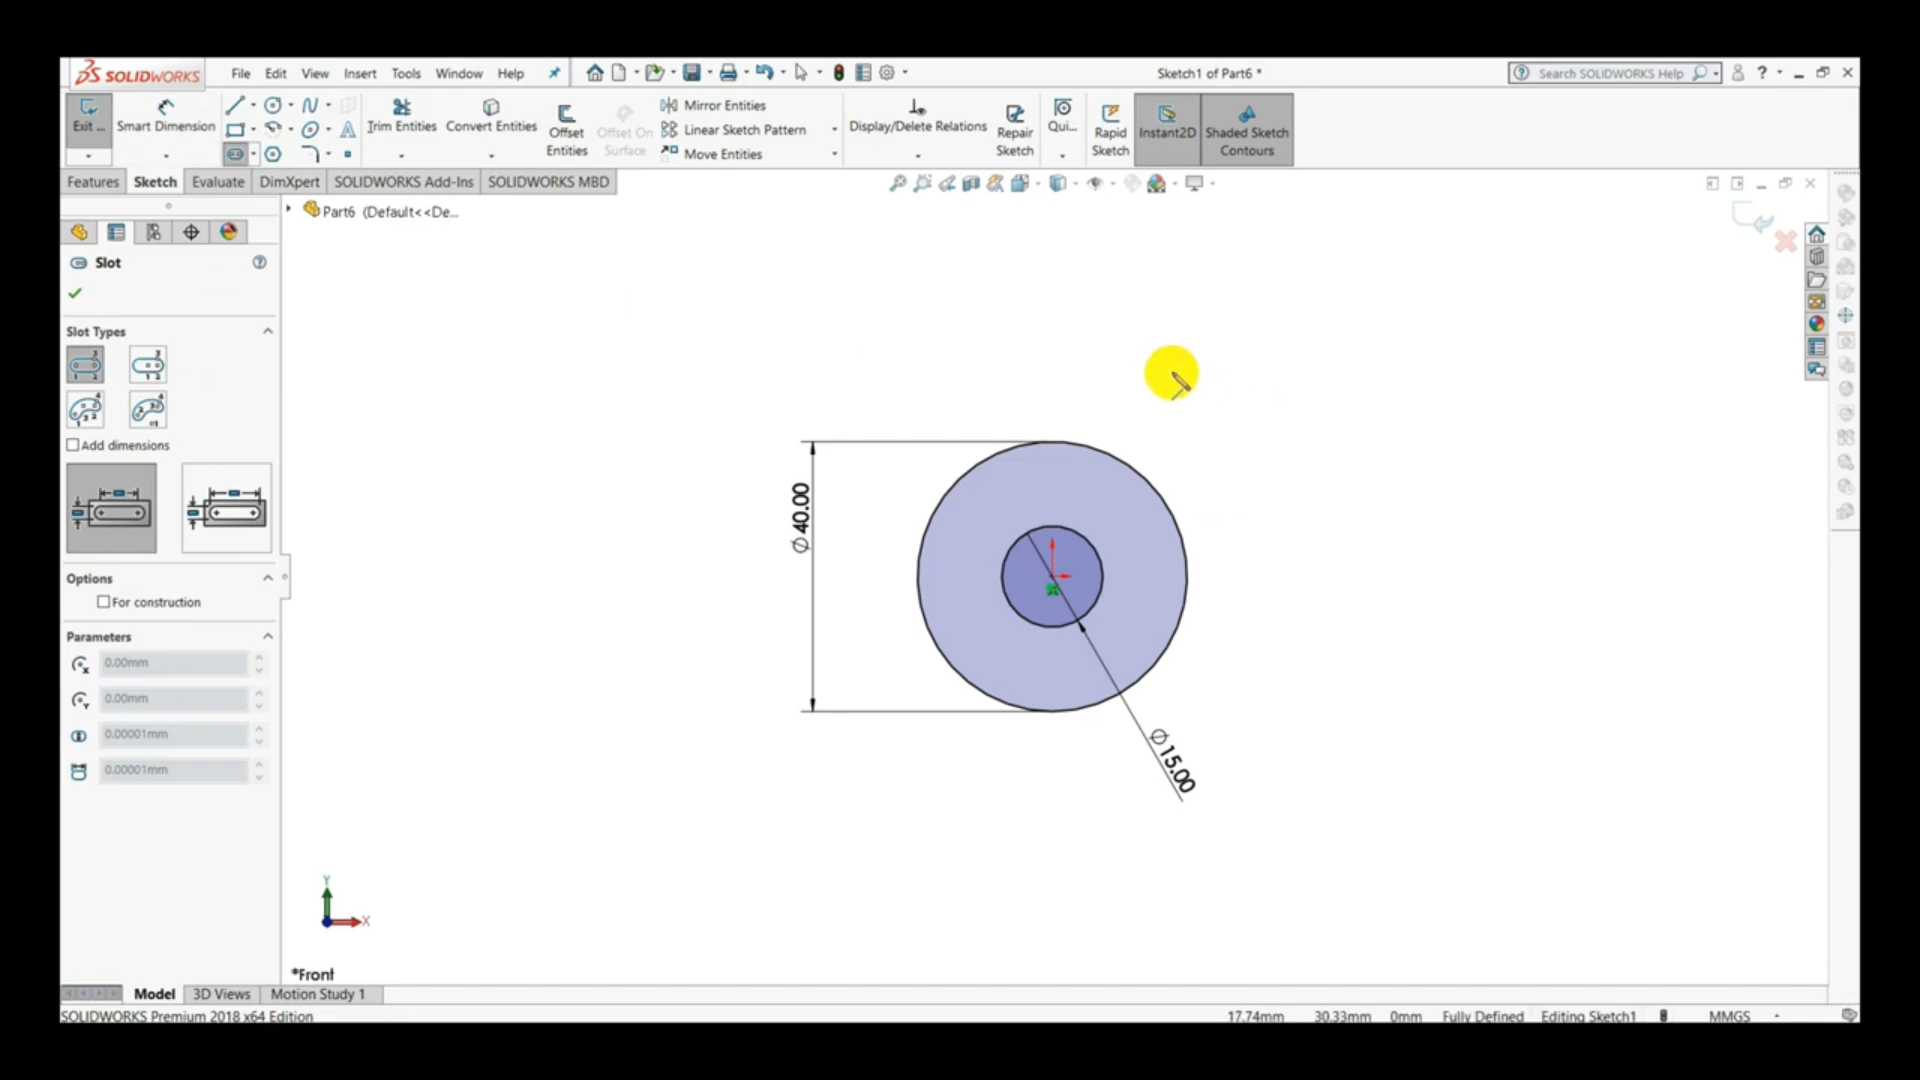 SOLIDWORKS File Edit View Insert Tools Window Help Sketch1 of Part6 * Search SOLIDWORKS Help
Exit ... Smart Dimension Trim Entities Convert Entities Offset Entities Offset On Surface Mirror Entities Display/Delete Relations Repair Sketch Qui... Rapid Sketch Instant2D Shaded Sketch Contours
Linear Sketch Pattern
Move Entities
Features Sketch Evaluate DimXpert SOLIDWORKS Add-Ins SOLIDWORKS MBD
Part6 (Default<<De...
Slot
Slot Types
Add dimensions
Options
For construction
Parameters
0.00mm
0.00mm
0.00001mm
0.00001mm
∅40.00
∅15.00
Y
X
*Front
Model 3D Views Motion Study 1
SOLIDWORKS Premium 2018 x64 Edition 17.74mm 30.33mm 0mm Fully Defined Editing Sketch1 MMGS